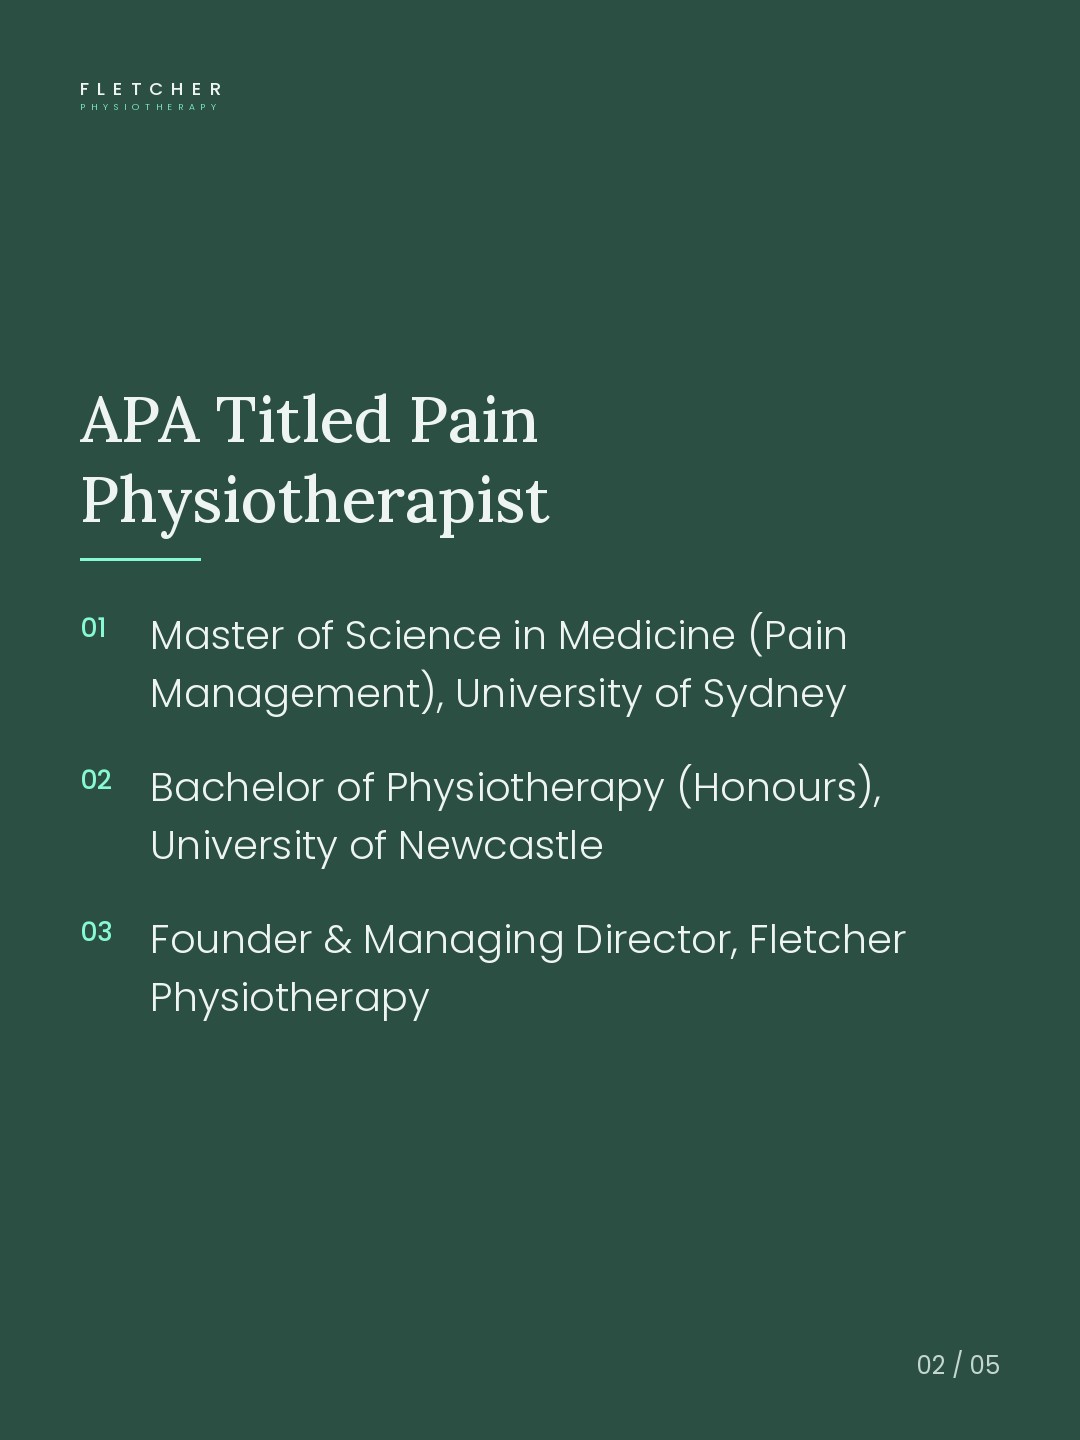 FLETCHER
PHYSIOTHERAPY
APA Titled Pain
Physiotherapist
01 Master of Science in Medicine (Pain
Management), University of Sydney
02 Bachelor of Physiotherapy (Honours),
University of Newcastle
03 Founder & Managing Director, Fletcher
Physiotherapy
02 / 05